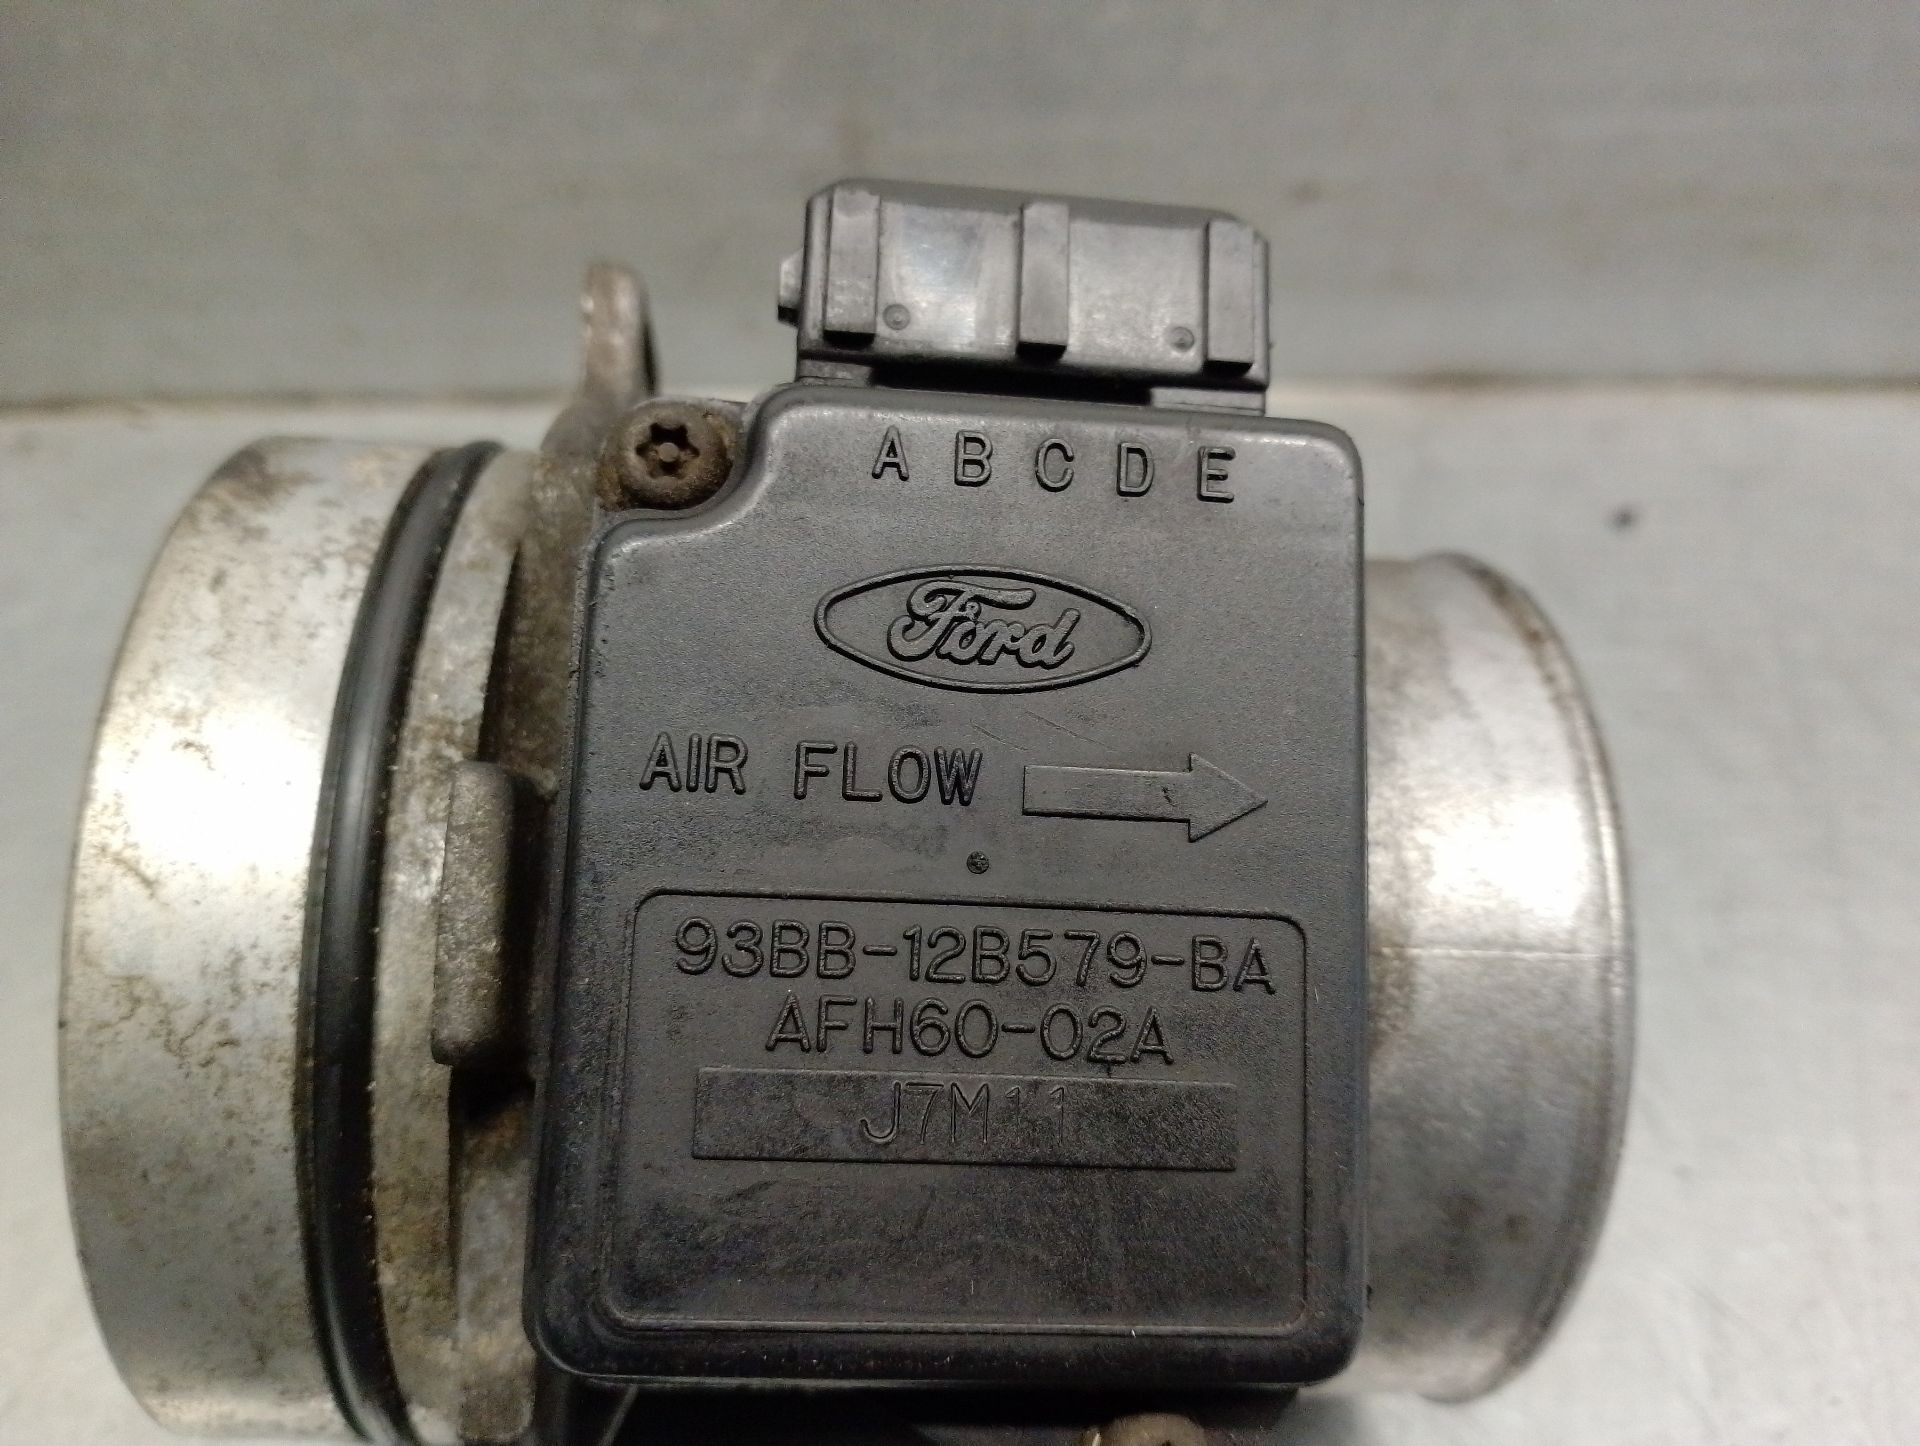 A B C D E
Ford
AIR FLOW
93BB-12B579-BA
AFH60-02A
J7M11